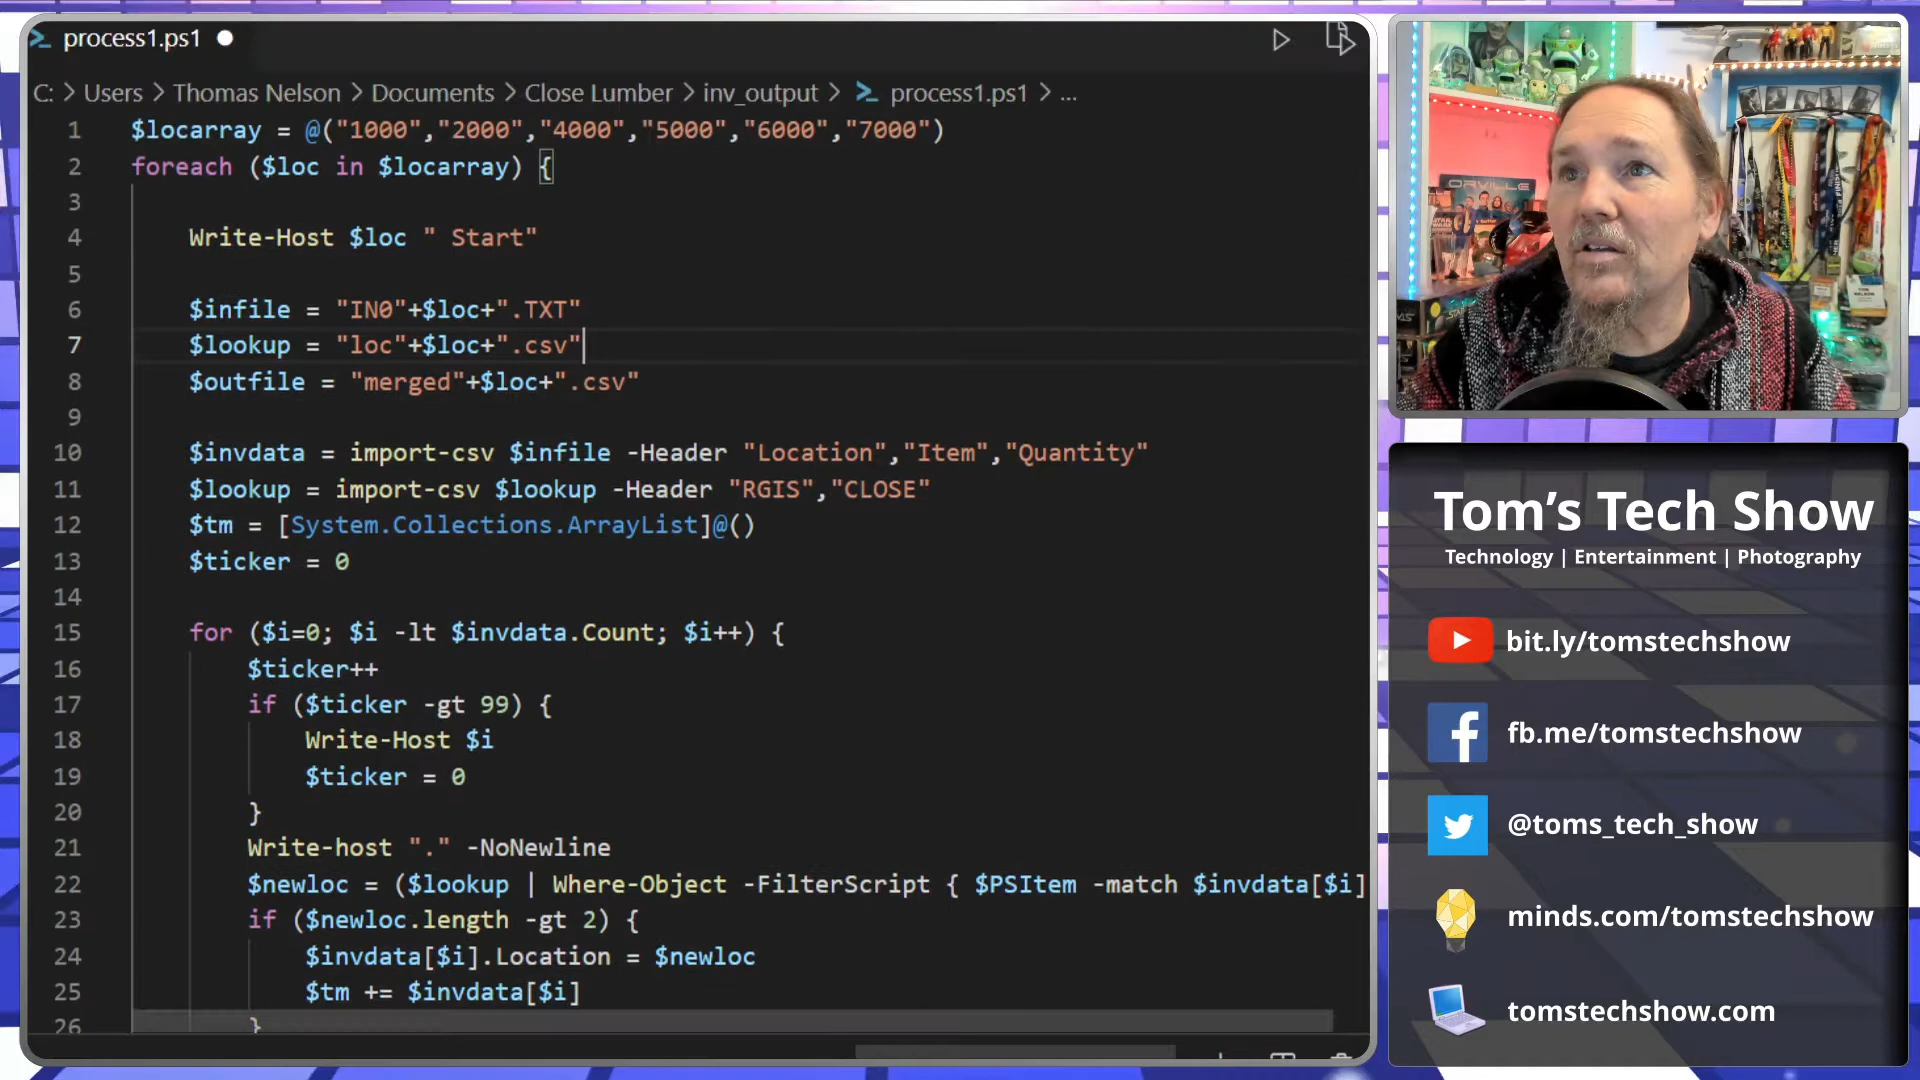 process1.ps1
C: > Users > Thomas Nelson > Documents > Close Lumber > inv_output > process1.ps1 > ...
1 $locarray = @("1000","2000","4000","5000","6000","7000")
2 foreach ($loc in $locarray) {
3
4 Write-Host $loc " Start"
5
6 $infile = "IN0"+$loc+".TXT"
7 $lookup = "loc"+$loc+".csv"
8 $outfile = "merged"+$loc+".csv"
9
10 $invdata = import-csv $infile -Header "Location","Item","Quantity"
11 $lookup = import-csv $lookup -Header "RGIS","CLOSE"
12 $tm = [System.Collections.ArrayList]@()
13 $ticker = 0
14
15 for ($i=0; $i -lt $invdata.Count; $i++) {
16 $ticker++
17 if ($ticker -gt 99) {
18 Write-Host $i
19 $ticker = 0
20 }
21 Write-host "." -NoNewline
22 $newloc = ($lookup | Where-Object -FilterScript { $PSItem -match $invdata[$i]
23 if ($newloc.length -gt 2) {
24 $invdata[$i].Location = $newloc
25 $tm += $invdata[$i]
26 }
ORVILLE
Tom's Tech Show
Technology | Entertainment | Photography
bit.ly/tomstechshow
fb.me/tomstechshow
@toms_tech_show
minds.com/tomstechshow
tomstechshow.com